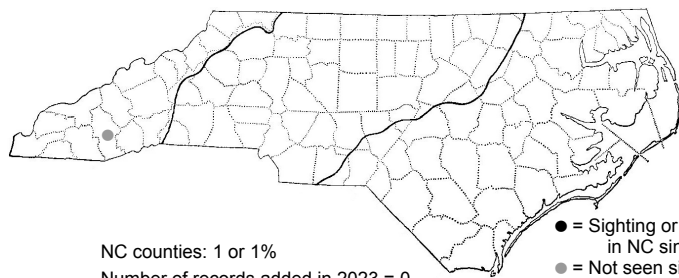 NC counties: 1 or 1%
Number of records added in 2023 = 0
● = Sighting or
in NC sin
● = Not seen si